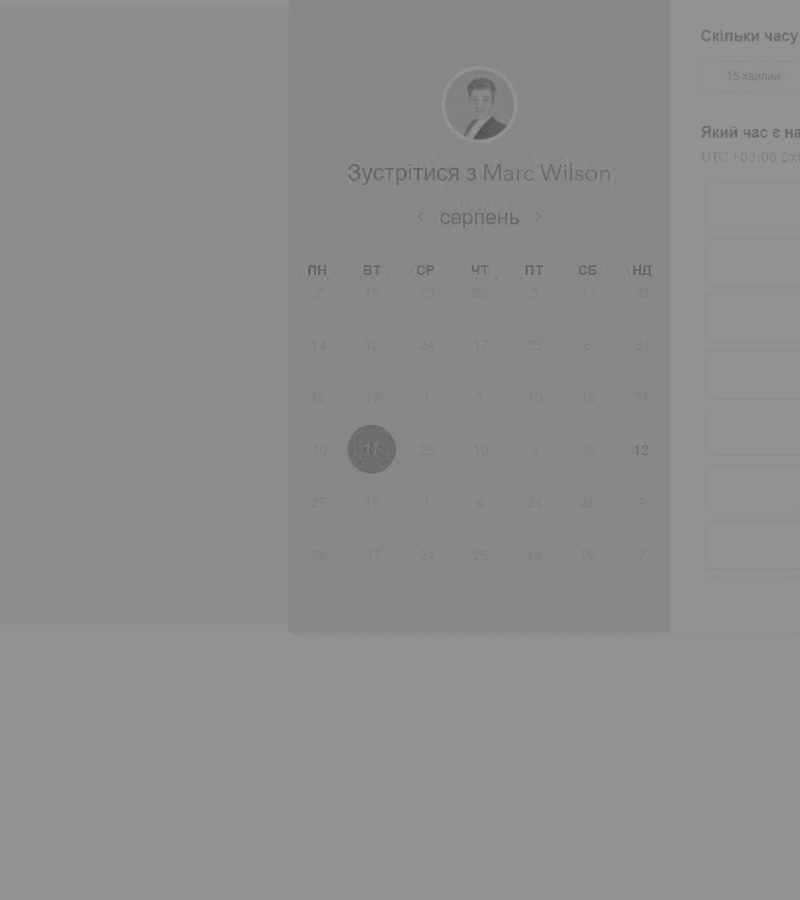 Зустрітися з Marc Wilson
серпень
ПН ВТ СР ЧТ ПТ СБ НД
2 19 23 28 3 17 23
14 12 24 17 23 6 31
12 18 1 5 10 15 21
10 25 10 3 30 12
25 19 1 6 24 26 9
28 17 24 25 14 19 7
Скільки часу
15 хвилин
Який час є на
UTC +03:00